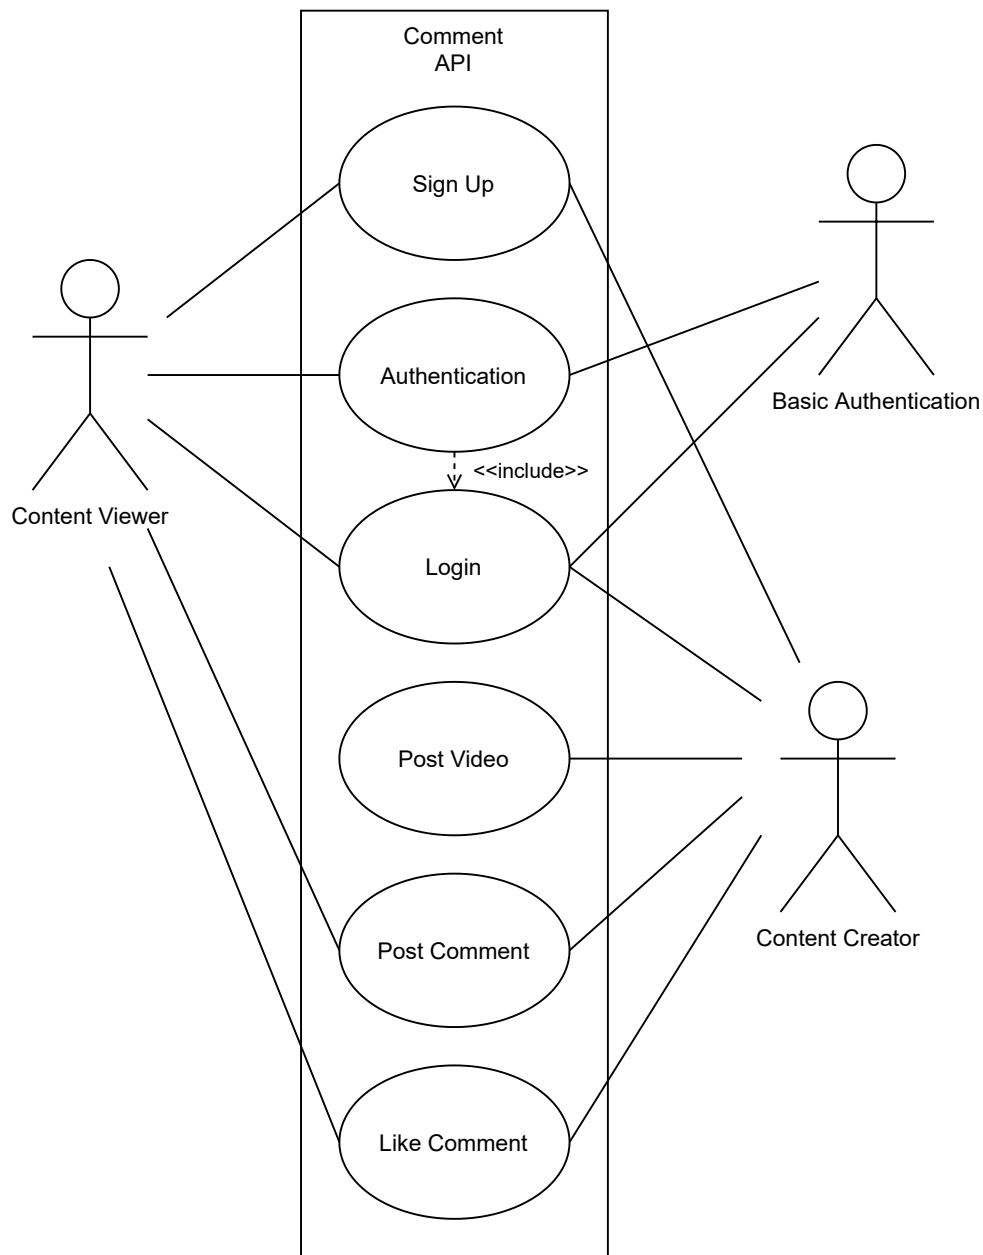 Comment
API
Sign Up
Authentication
Basic Authentication
<<include>>
Content Viewer
Login
Post Video
Content Creator
Post Comment
Like Comment